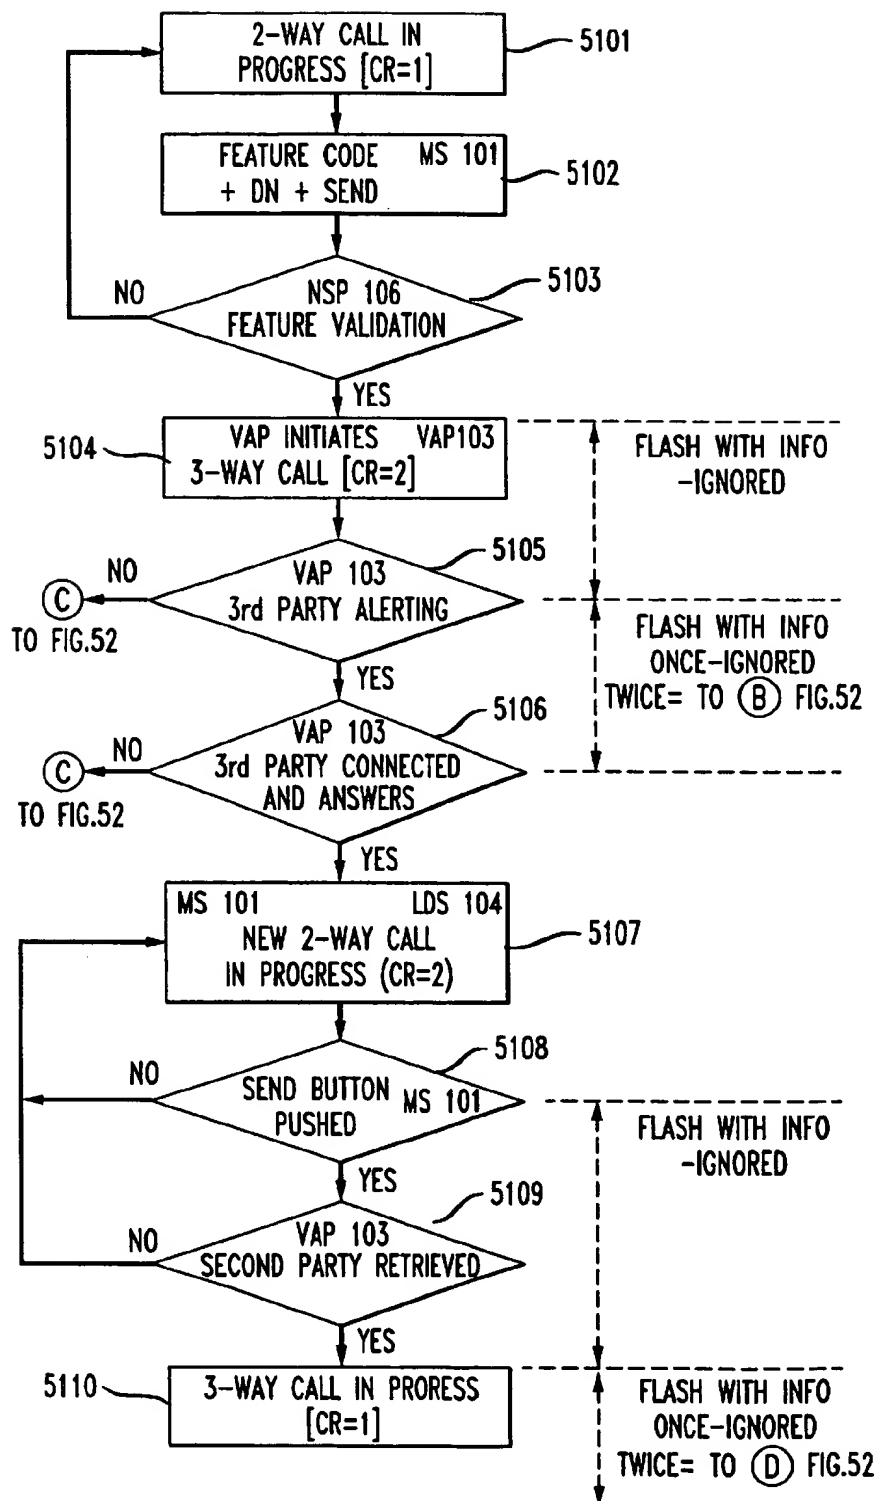 2-WAY CALL IN
PROGRESS [CR=1]
5101
FEATURE CODE MS 101
+ DN + SEND
5102
NSP 106
FEATURE VALIDATION
5103
NO
YES
VAP INITIATES VAP103
3-WAY CALL [CR=2]
5104
FLASH WITH INFO
-IGNORED
VAP 103
3rd PARTY ALERTING
5105
NO
C
TO FIG.52
YES
FLASH WITH INFO
ONCE-IGNORED
TWICE= TO B FIG.52
VAP 103
3rd PARTY CONNECTED
AND ANSWERS
5106
NO
C
TO FIG.52
YES
MS 101 LDS 104
NEW 2-WAY CALL
IN PROGRESS (CR=2)
5107
SEND BUTTON
PUSHED MS 101
5108
NO
YES
FLASH WITH INFO
-IGNORED
VAP 103
SECOND PARTY RETRIEVED
5109
NO
YES
3-WAY CALL IN PRORESS
[CR=1]
5110
FLASH WITH INFO
ONCE-IGNORED
TWICE= TO D FIG.52